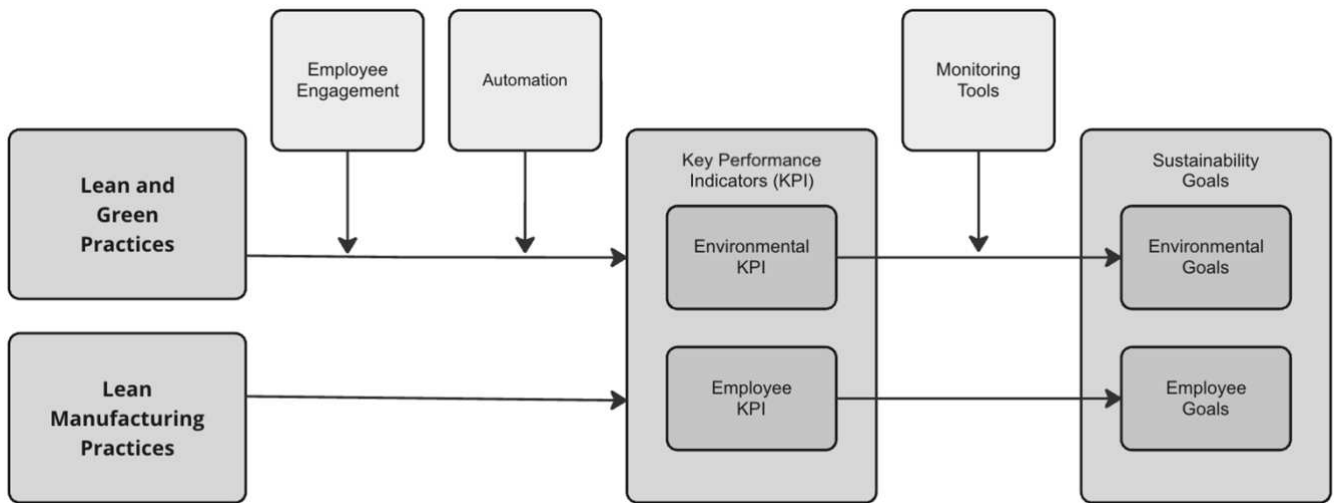 Employee
Engagement
Automation
Monitoring
Tools
Lean and
Green
Practices
Key Performance
Indicators (KPI)
Sustainability
Goals
Environmental
KPI
Environmental
Goals
Lean
Manufacturing
Practices
Employee
KPI
Employee
Goals